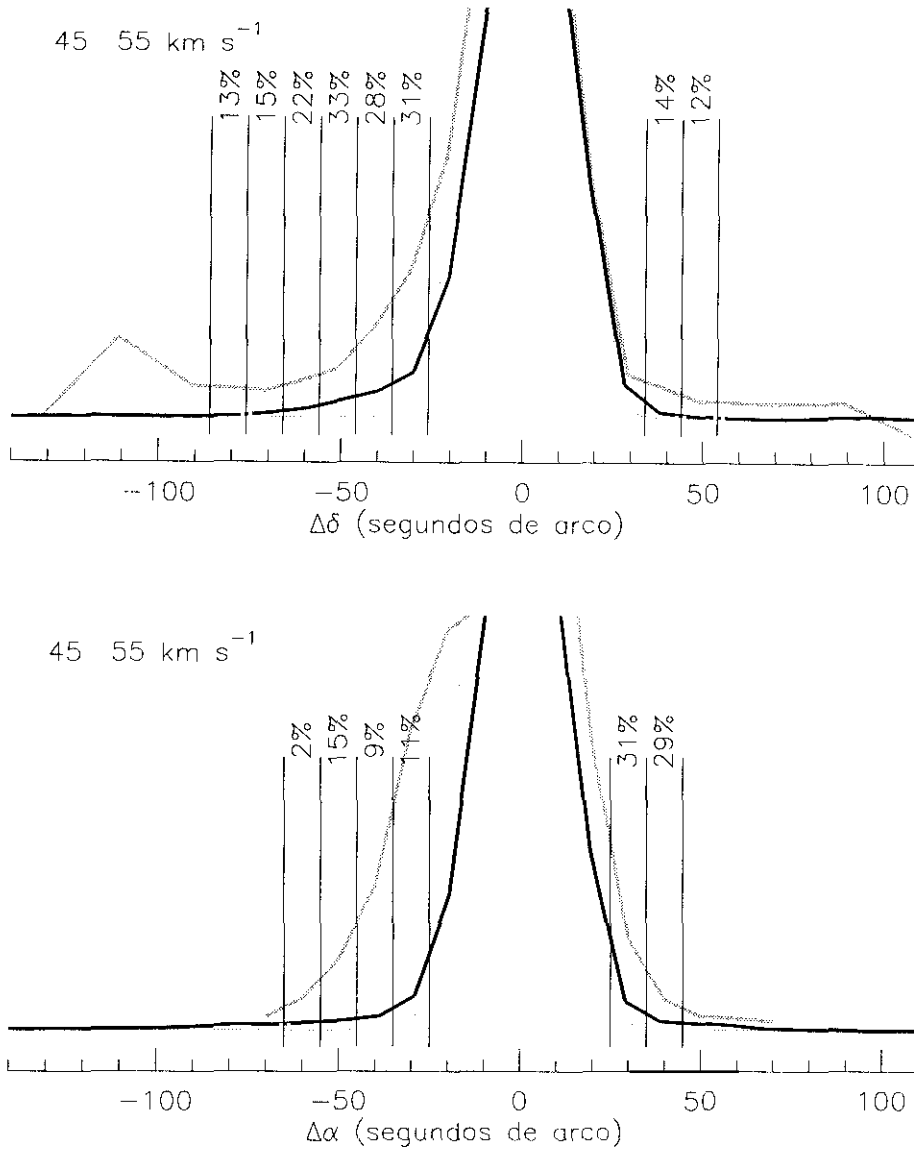 45 55 km s⁻¹
13% 15% 22% 33% 28% 31% 14% 12%
-100 -50 0 50 100
Δδ (segundos de arco)
45 55 km s⁻¹
2% 15% 9% 11% 31% 29%
-100 -50 0 50 100
Δα (segundos de arco)